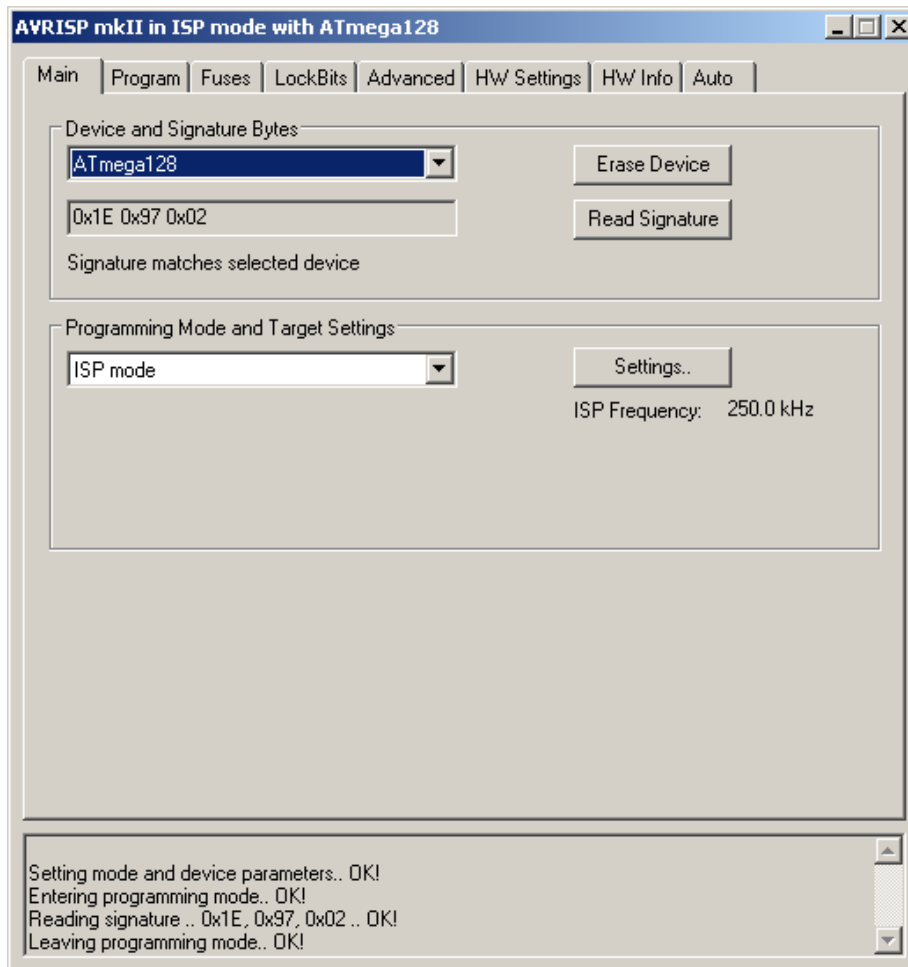 AVRISP mkII in ISP mode with ATmega128
Main Program Fuses LockBits Advanced HW Settings HW Info Auto
Device and Signature Bytes
ATmega128 Erase Device
0x1E 0x97 0x02 Read Signature
Signature matches selected device
Programming Mode and Target Settings
ISP mode Settings..
ISP Frequency: 250.0 kHz
Setting mode and device parameters.. OK!
Entering programming mode.. OK!
Reading signature .. 0x1E, 0x97, 0x02 .. OK!
Leaving programming mode.. OK!